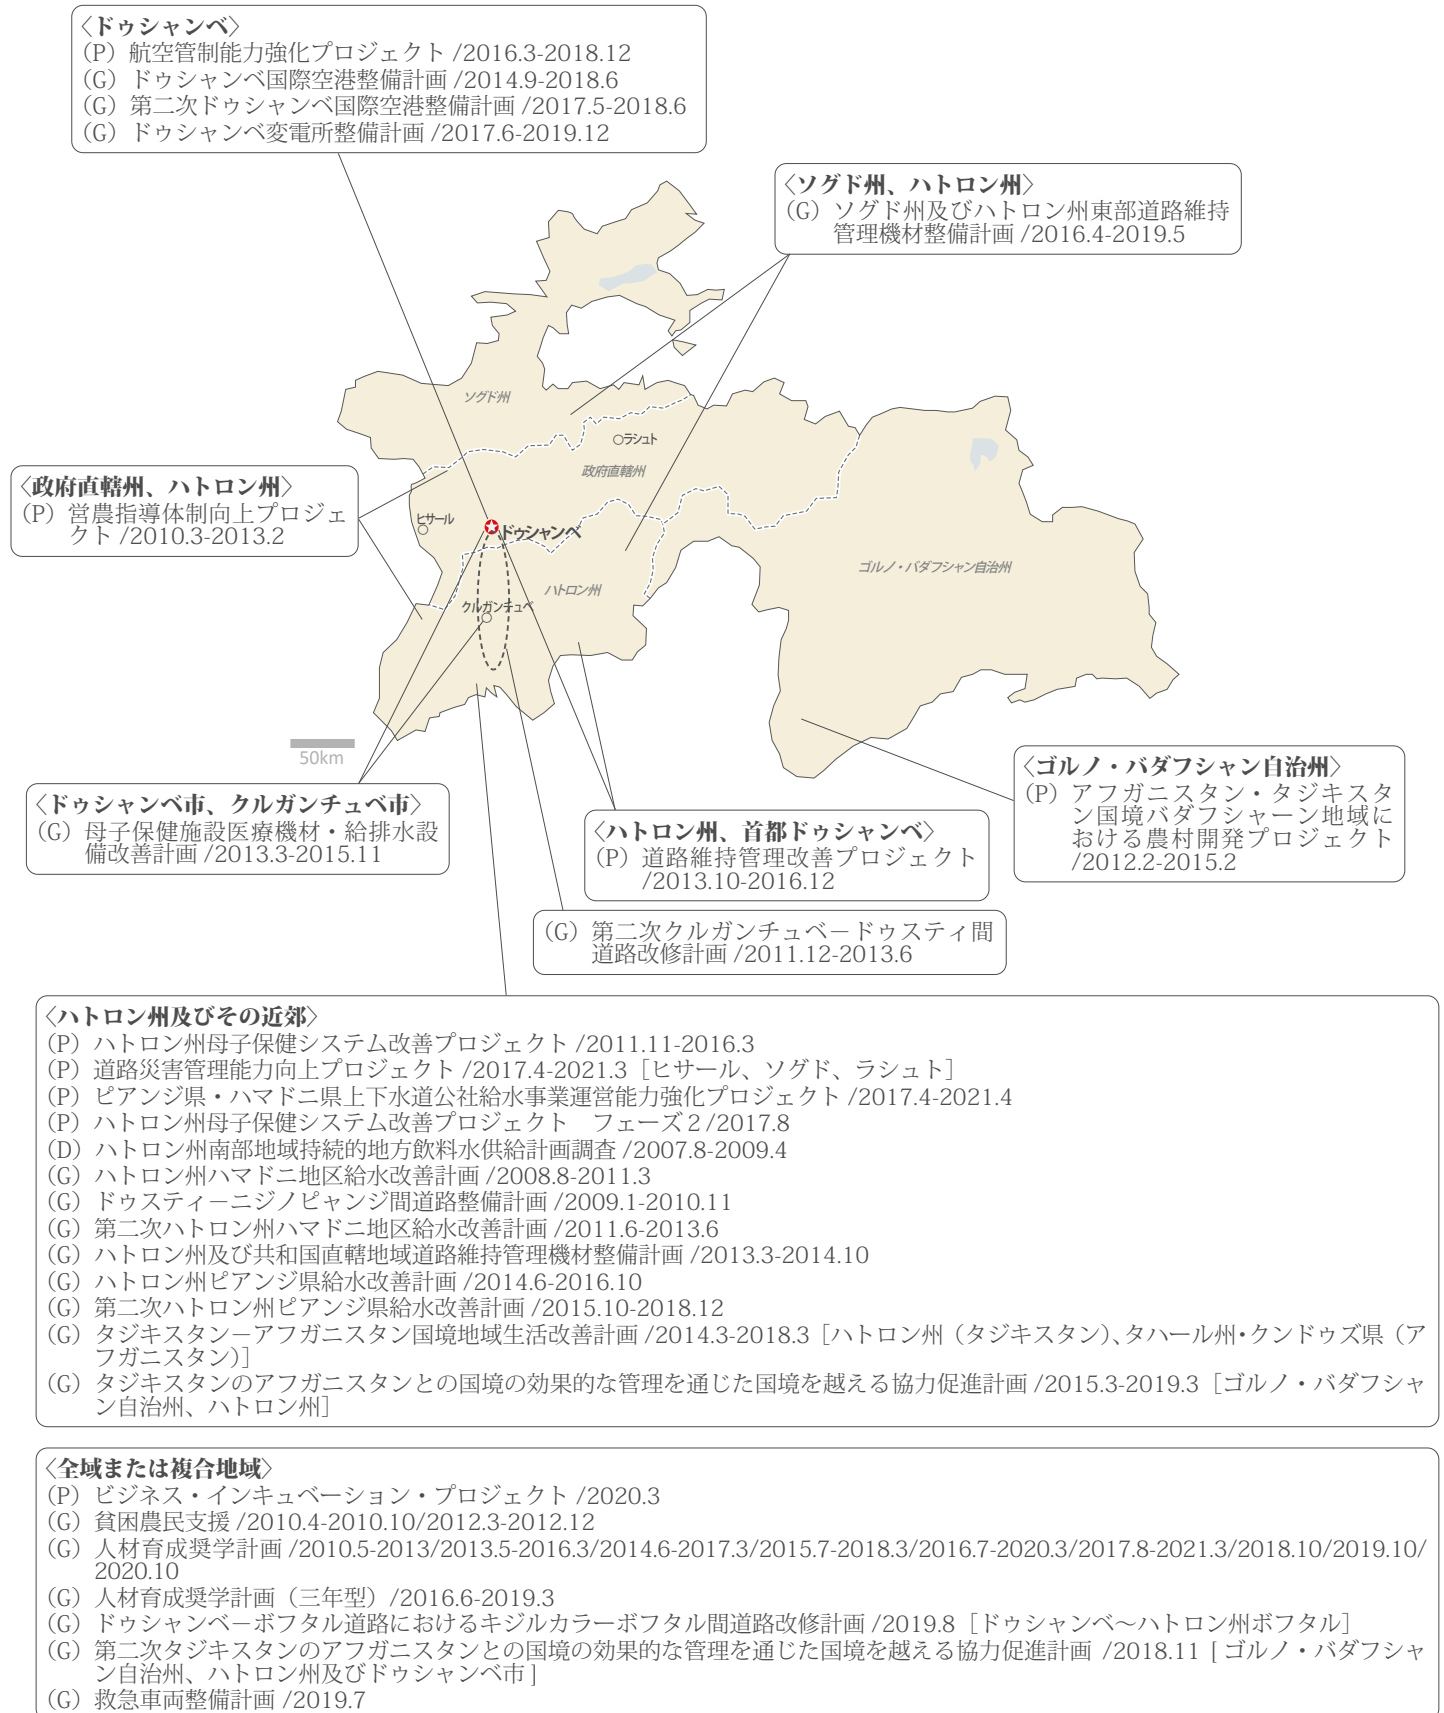 〈ドゥシャンベ〉
(P) 航空管制能力強化プロジェクト /2016.3-2018.12
(G) ドゥシャンベ国際空港整備計画 /2014.9-2018.6
(G) 第二次ドゥシャンベ国際空港整備計画 /2017.5-2018.6
(G) ドゥシャンベ変電所整備計画 /2017.6-2019.12
〈ソグド州、ハトロン州〉
(G) ソグド州及びハトロン州東部道路維持
管理機材整備計画 /2016.4-2019.5
ソグド州
ラシュト
政府直轄州
〈政府直轄州、ハトロン州〉
(P) 営農指導体制向上プロジェ
クト /2010.3-2013.2
ヒサール
ドゥシャンベ
ゴルノ・バダフシャン自治州
ハトロン州
クルガンチュベ
50km
〈ゴルノ・バダフシャン自治州〉
(P) アフガニスタン・タジキスタ
ン国境バダフシャーン地域に
おける農村開発プロジェクト
/2012.2-2015.2
〈ドゥシャンベ市、クルガンチュベ市〉
(G) 母子保健施設医療機材・給排水設
備改善計画 /2013.3-2015.11
〈ハトロン州、首都ドゥシャンベ〉
(P) 道路維持管理改善プロジェクト
/2013.10-2016.12
(G) 第二次クルガンチュベ－ドゥスティ間
道路改修計画 /2011.12-2013.6
〈ハトロン州及びその近郊〉
(P) ハトロン州母子保健システム改善プロジェクト /2011.11-2016.3
(P) 道路災害管理能力向上プロジェクト /2017.4-2021.3［ヒサール、ソグド、ラシュト］
(P) ピアンジ県・ハマドニ県上下水道公社給水事業運営能力強化プロジェクト /2017.4-2021.4
(P) ハトロン州母子保健システム改善プロジェクト　フェーズ２/2017.8
(D) ハトロン州南部地域持続的地方飲料水供給計画調査 /2007.8-2009.4
(G) ハトロン州ハマドニ地区給水改善計画 /2008.8-2011.3
(G) ドゥスティーニジノピャンジ間道路整備計画 /2009.1-2010.11
(G) 第二次ハトロン州ハマドニ地区給水改善計画 /2011.6-2013.6
(G) ハトロン州及び共和国直轄地域道路維持管理機材整備計画 /2013.3-2014.10
(G) ハトロン州ピアンジ県給水改善計画 /2014.6-2016.10
(G) 第二次ハトロン州ピアンジ県給水改善計画 /2015.10-2018.12
(G) タジキスタン－アフガニスタン国境地域生活改善計画 /2014.3-2018.3［ハトロン州（タジキスタン）、タハール州・クンドゥズ県（ア
フガニスタン）］
(G) タジキスタンのアフガニスタンとの国境の効果的な管理を通じた国境を越える協力促進計画 /2015.3-2019.3［ゴルノ・バダフシャ
ン自治州、ハトロン州］
〈全域または複合地域〉
(P) ビジネス・インキュベーション・プロジェクト /2020.3
(G) 貧困農民支援 /2010.4-2010.10/2012.3-2012.12
(G) 人材育成奨学計画 /2010.5-2013/2013.5-2016.3/2014.6-2017.3/2015.7-2018.3/2016.7-2020.3/2017.8-2021.3/2018.10/2019.10/
2020.10
(G) 人材育成奨学計画（三年型）/2016.6-2019.3
(G) ドゥシャンベ－ボフタル道路におけるキジルカラーボフタル間道路改修計画 /2019.8［ドゥシャンベ～ハトロン州ボフタル］
(G) 第二次タジキスタンのアフガニスタンとの国境の効果的な管理を通じた国境を越える協力促進計画 /2018.11 [ ゴルノ・バダフシャ
ン自治州、ハトロン州及びドゥシャンベ市 ]
(G) 救急車両整備計画 /2019.7